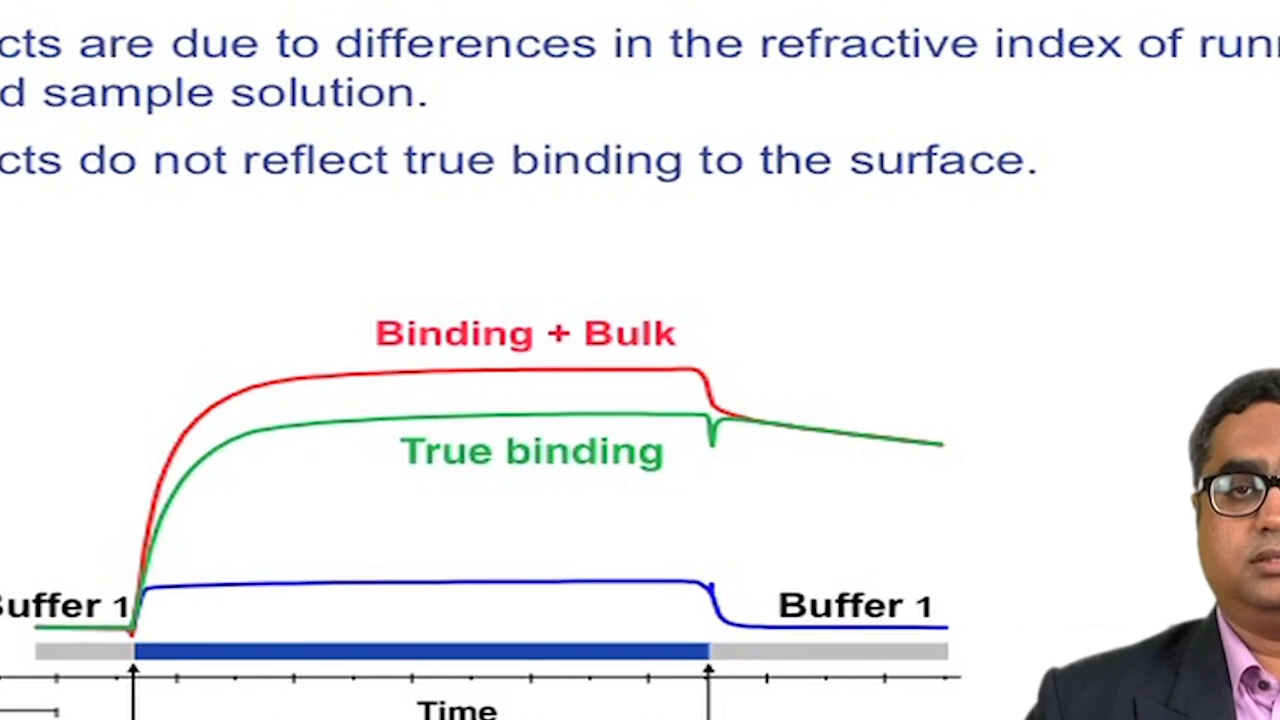 cts are due to differences in the refractive index of runn
d sample solution.
cts do not reflect true binding to the surface.
Binding + Bulk
True binding
Buffer 1
Buffer 1
Time